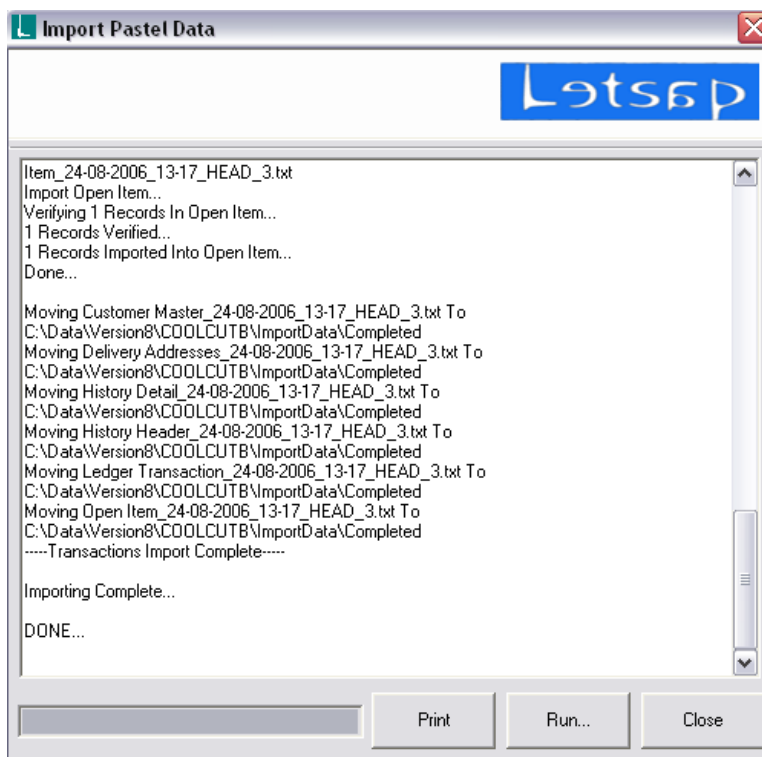 Import Pastel Data
Letsap
Item_24-08-2006_13-17_HEAD_3.txt
Import Open Item...
Verifying 1 Records In Open Item...
1 Records Verified...
1 Records Imported Into Open Item...
Done...
Moving Customer Master_24-08-2006_13-17_HEAD_3.txt To
C:\Data\Version8\COOLCUTB\ImportData\Completed
Moving Delivery Addresses_24-08-2006_13-17_HEAD_3.txt To
C:\Data\Version8\COOLCUTB\ImportData\Completed
Moving History Detail_24-08-2006_13-17_HEAD_3.txt To
C:\Data\Version8\COOLCUTB\ImportData\Completed
Moving History Header_24-08-2006_13-17_HEAD_3.txt To
C:\Data\Version8\COOLCUTB\ImportData\Completed
Moving Ledger Transaction_24-08-2006_13-17_HEAD_3.txt To
C:\Data\Version8\COOLCUTB\ImportData\Completed
Moving Open Item_24-08-2006_13-17_HEAD_3.txt To
C:\Data\Version8\COOLCUTB\ImportData\Completed
-----Transactions Import Complete-----
Importing Complete...
DONE...
Print
Run...
Close